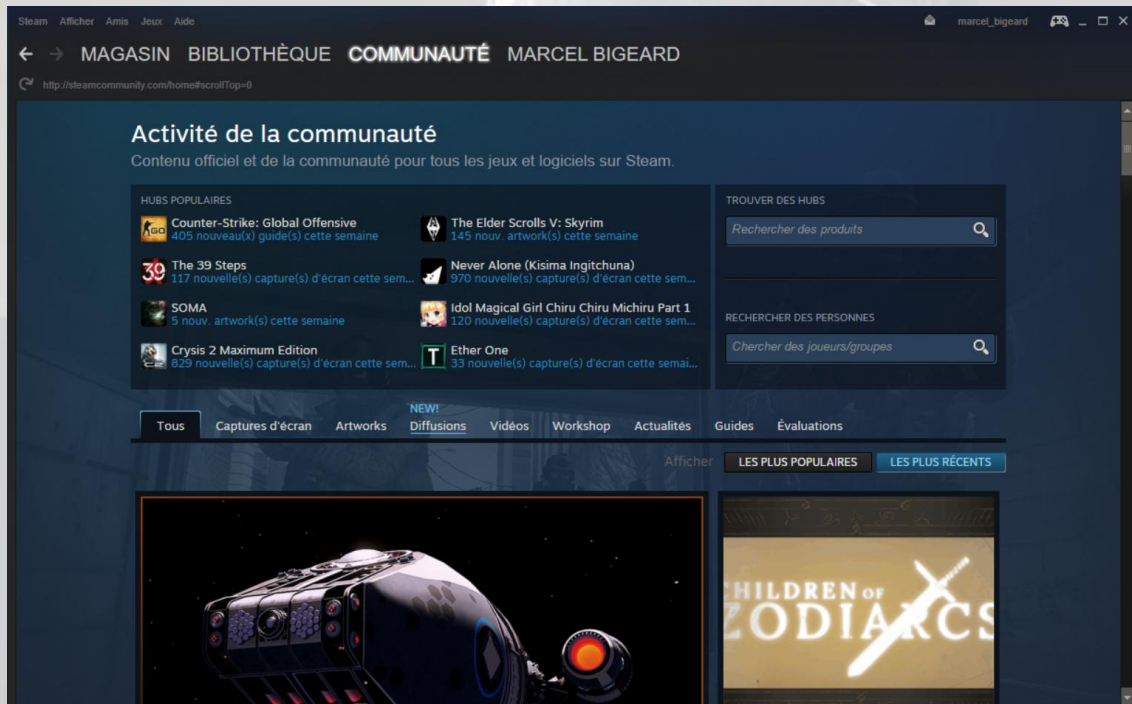 Steam Afficher Amis Jeux Aide
marcel_bigeard
MAGASIN BIBLIOTHÈQUE COMMUNAUTÉ MARCEL BIGEARD
http://steamcommunity.com/home#scrollTop=0
Activité de la communauté
Contenu officiel et de la communauté pour tous les jeux et logiciels sur Steam.
HUBS POPULAIRES
GO
Counter-Strike: Global Offensive
405 nouveau(x) guide(s) cette semaine
The Elder Scrolls V: Skyrim
145 nouv. artwork(s) cette semaine
39
The 39 Steps
117 nouvelle(s) capture(s) d'écran cette sem...
Never Alone (Kisima Ingitchuna)
970 nouvelle(s) capture(s) d'écran cette sem...
SOMA
5 nouv. artwork(s) cette semaine
Idol Magical Girl Chiru Chiru Michiru Part 1
120 nouvelle(s) capture(s) d'écran cette sem...
Crysis 2 Maximum Edition
829 nouvelle(s) capture(s) d'écran cette sem...
T
Ether One
33 nouvelle(s) capture(s) d'écran cette semai...
TROUVER DES HUBS
Rechercher des produits
RECHERCHER DES PERSONNES
Chercher des joueurs/groupes
NEW!
Tous Captures d'écran Artworks Diffusions Vidéos Workshop Actualités Guides Évaluations
Afficher LES PLUS POPULAIRES LES PLUS RÉCENTS
CHILDREN OF
ZODIARCS